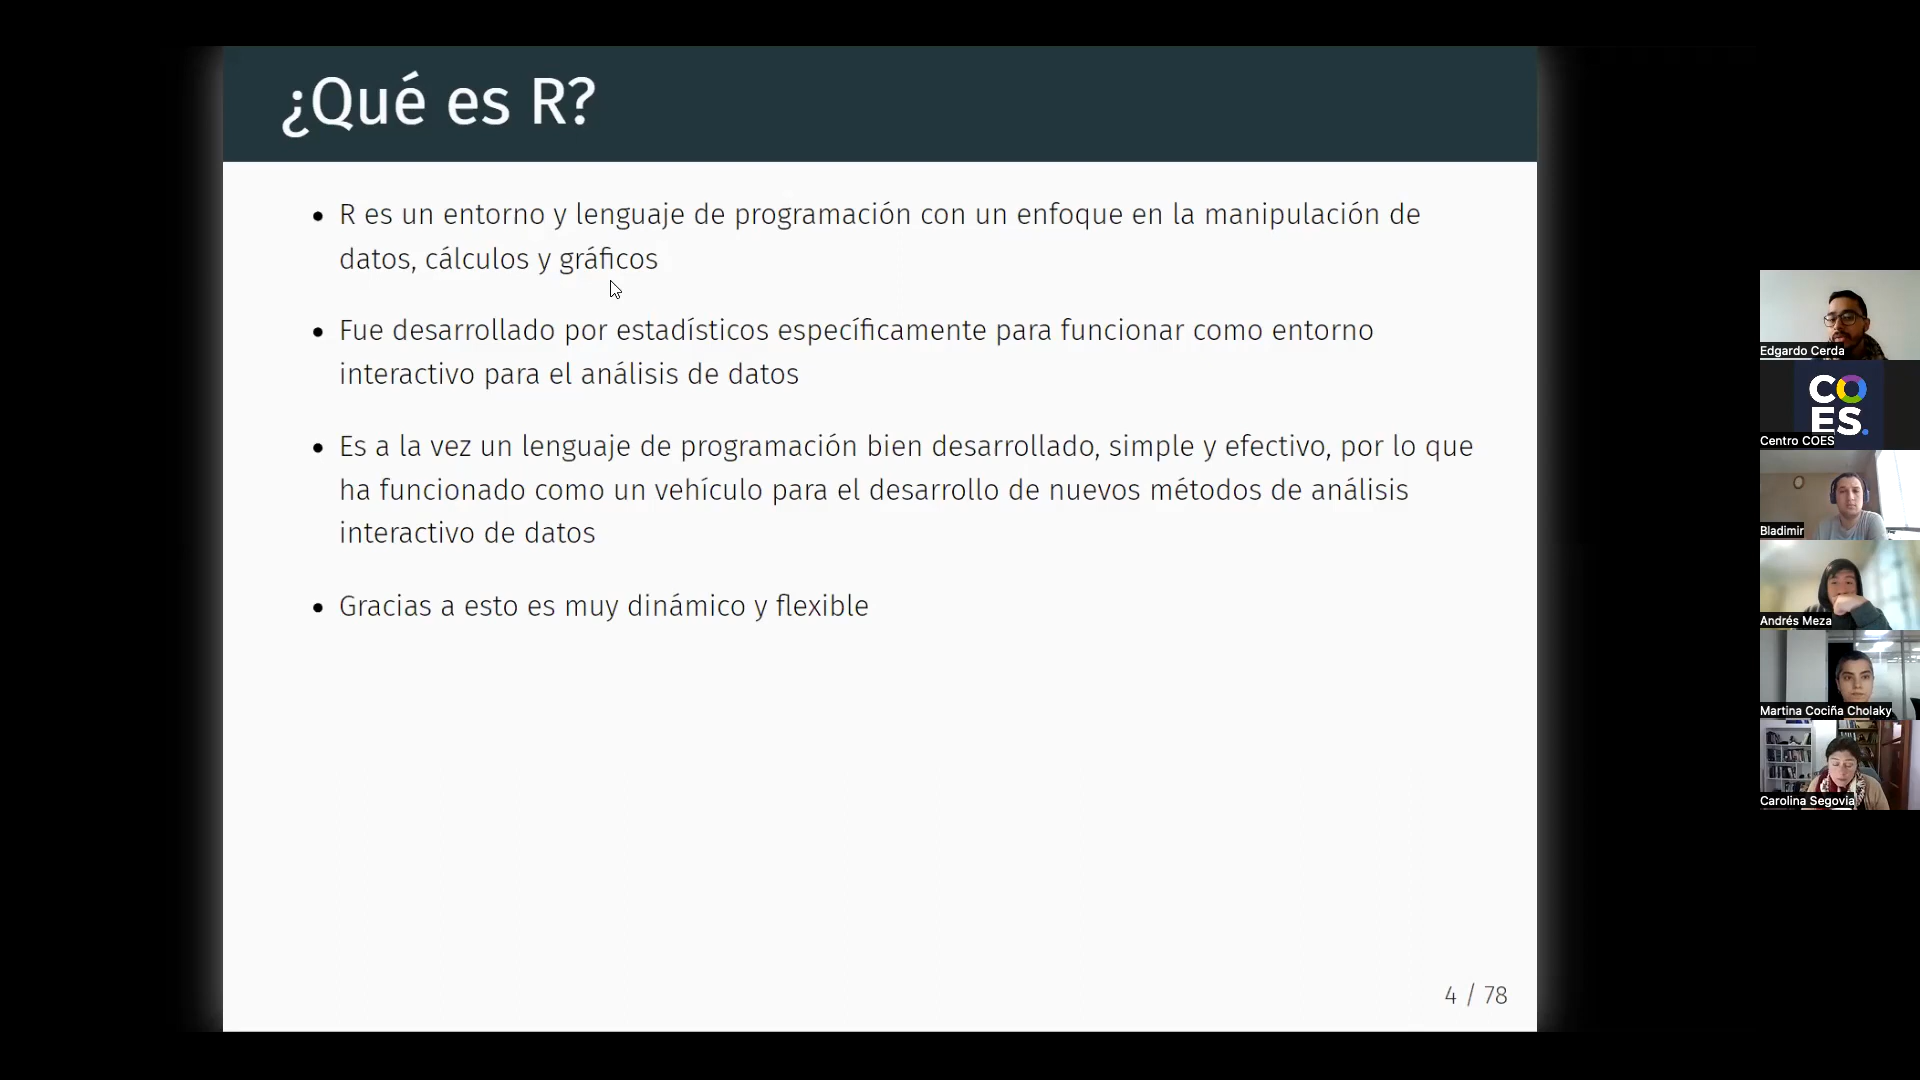 ¿Qué es R?
• R es un entorno y lenguaje de programación con un enfoque en la manipulación de
datos, cálculos y gráficos
• Fue desarrollado por estadísticos específicamente para funcionar como entorno
interactivo para el análisis de datos
• Es a la vez un lenguaje de programación bien desarrollado, simple y efectivo, por lo que
ha funcionado como un vehículo para el desarrollo de nuevos métodos de análisis
interactivo de datos
• Gracias a esto es muy dinámico y flexible
4 / 78
Edgardo Cerda
CO
ES.
Centro COES
Bladimir
Andrés Meza
Martina Cociña Cholaky
Carolina Segovia